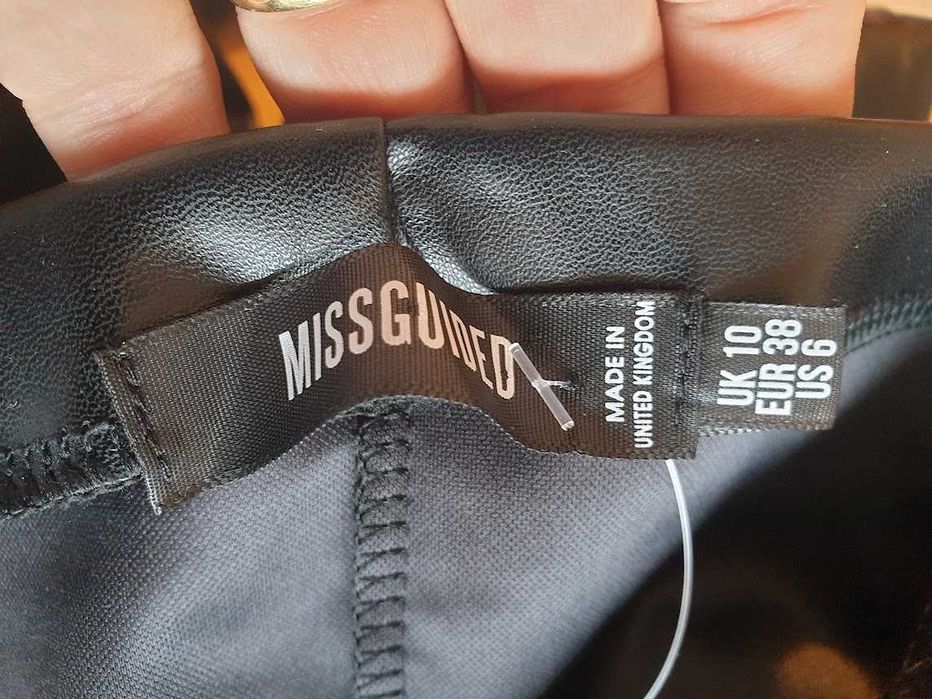 MISSGUIDED
MADE IN
UNITED KINGDOM
UK 10
EUR 38
US 6